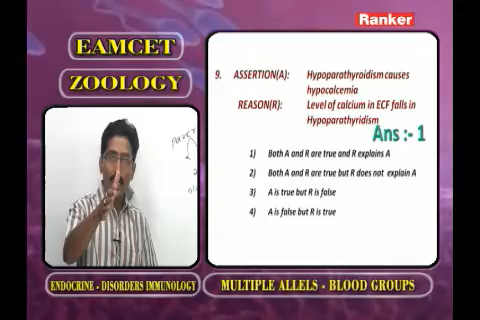 Ranker
EAMCET
ZOOLOGY
9. ASSERTION(A): Hypoparathyroidism causes
hypocalcemia
REASON(R): Level of calcium in ECF falls in
Hypoparathyridism
Ans :- 1
1) Both A and R are true and R explains A
2) Both A and R are true but R does not explain A
3) A is true but R is false
4) A is false but R is true
ENDOCRINE - DISORDERS IMMUNOLOGY
MULTIPLE ALLELS - BLOOD GROUPS